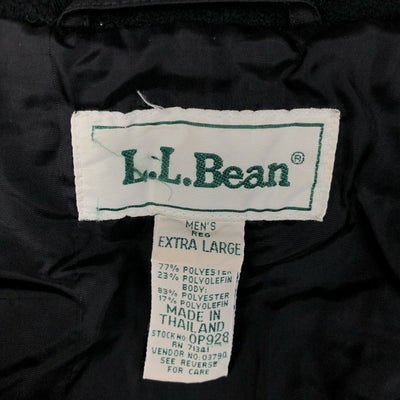 L.L.Bean®
MEN'S
REG
EXTRA LARGE
77% POLYESTER
23% POLYOLEFIN
BODY:
83% POLYESTER
17% POLYOLEFIN
MADE IN
THAILAND
STOCK NO: OP928
RN 71341
VENDOR NO: 03790
SEE REVERSE
FOR CARE